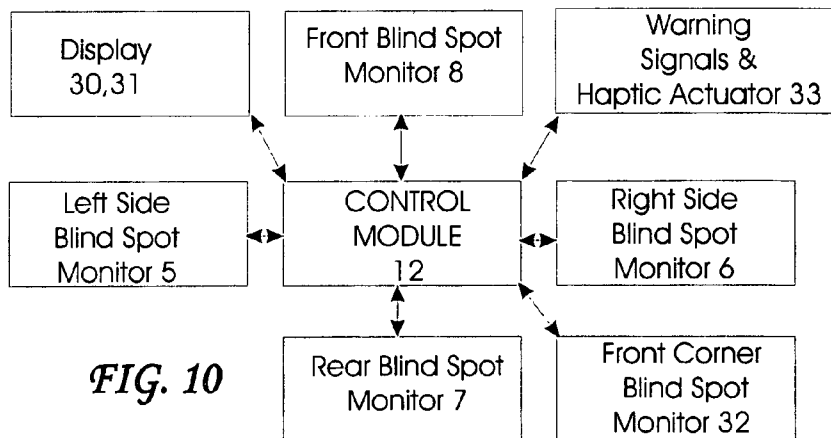 Display
30,31
Front Blind Spot
Monitor 8
Warning
Signals &
Haptic Actuator 33
Left Side
Blind Spot
Monitor 5
CONTROL
MODULE
12
Right Side
Blind Spot
Monitor 6
FIG. 10
Rear Blind Spot
Monitor 7
Front Corner
Blind Spot
Monitor 32